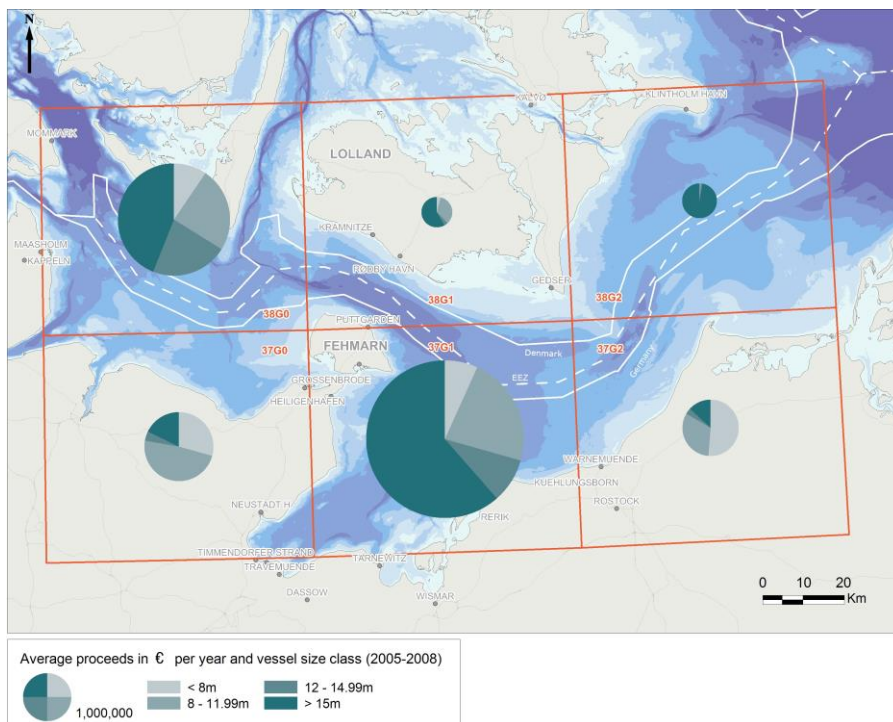 N
MOMMARK
MAASHOLM
KAPPELN
LOLLAND
KALVØ
KLINTHOLM HAVN
KRAMNITZE
RØDBY HAVN
GEDSER
38G0
38G1
38G2
PUTTGARDEN
FEHMARN
37G0
37G1
37G2
Denmark
EEZ
Germany
GROSSENBRODE
HEILIGENHAFEN
WARNEMUENDE
KUEHLUNGSBORN
ROSTOCK
RERIK
NEUSTADT H.
TIMMENDORFER STRAND
TRAVEMUENDE
TARNEWITZ
DASSOW
WISMAR
0 10 20
Km
Average proceeds in € per year and vessel size class (2005-2008)
< 8m
12 - 14.99m
8 - 11.99m
> 15m
1,000,000